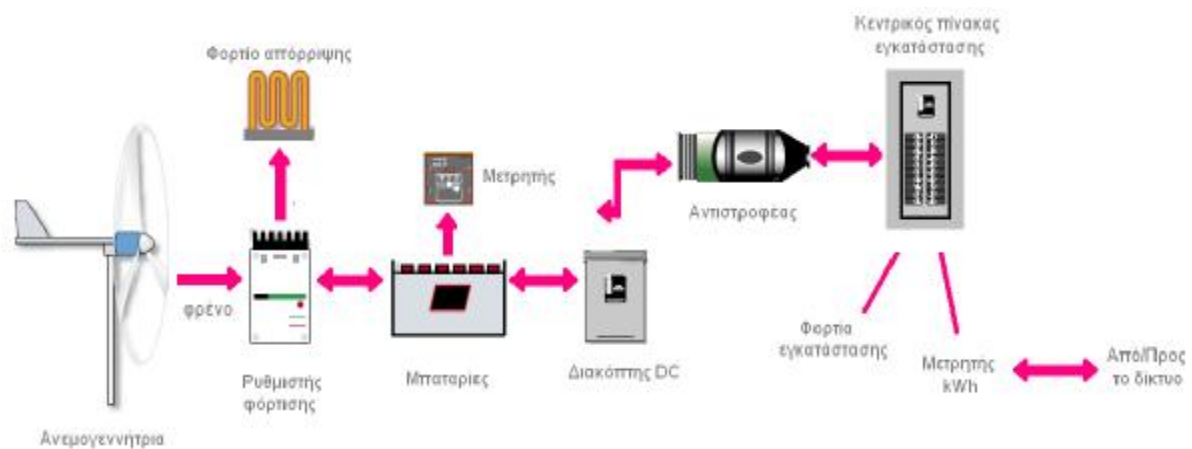 Κεντρικός πίνακας
εγκατάστασης
Φορτίο απόρριψης
Μετρητής
Αντιστροφέας
φρένο
Φορτία
εγκατάστασης
Μετρητής
kWh
Από/Προς
το δίκτυο
Ρυθμιστής
φόρτισης
Μπαταρίες
Διακόπτης DC
Ανεμογεννήτρια